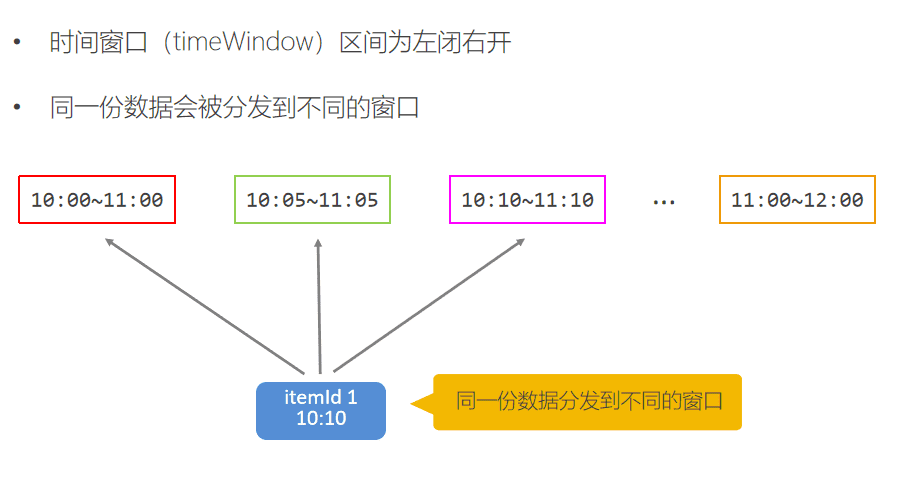 • 时间窗口（timeWindow）区间为左闭右开
• 同一份数据会被分发到不同的窗口
10:00~11:00 10:05~11:05 10:10~11:10 … 11:00~12:00
itemId 1
10:10
同一份数据分发到不同的窗口